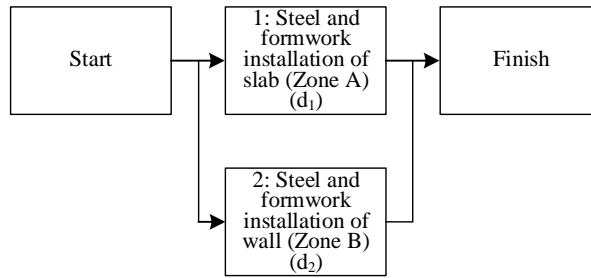 Start
1: Steel and
formwork
installation of
slab (Zone A)
(d₁)
Finish
2: Steel and
formwork
installation of
wall (Zone B)
(d₂)